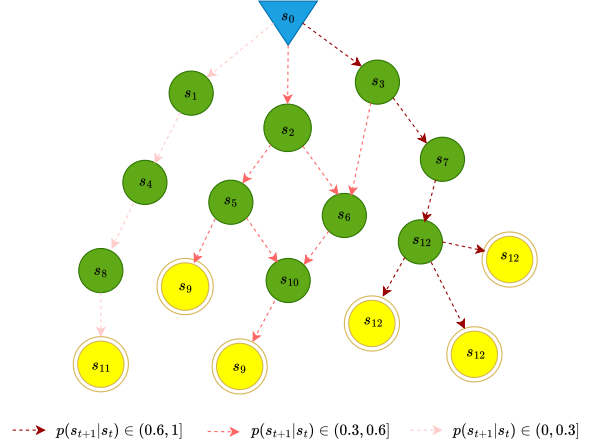 s₀
s₁
s₃
s₂
s₇
s₄
s₅
s₆
s₁₂
s₁₂
s₈
s₉
s₁₀
s₁₂
s₁₂
s₁₁
s₉
p(sₜ₊₁|sₜ) ∈ (0.6, 1] p(sₜ₊₁|sₜ) ∈ (0.3, 0.6] p(sₜ₊₁|sₜ) ∈ (0, 0.3]